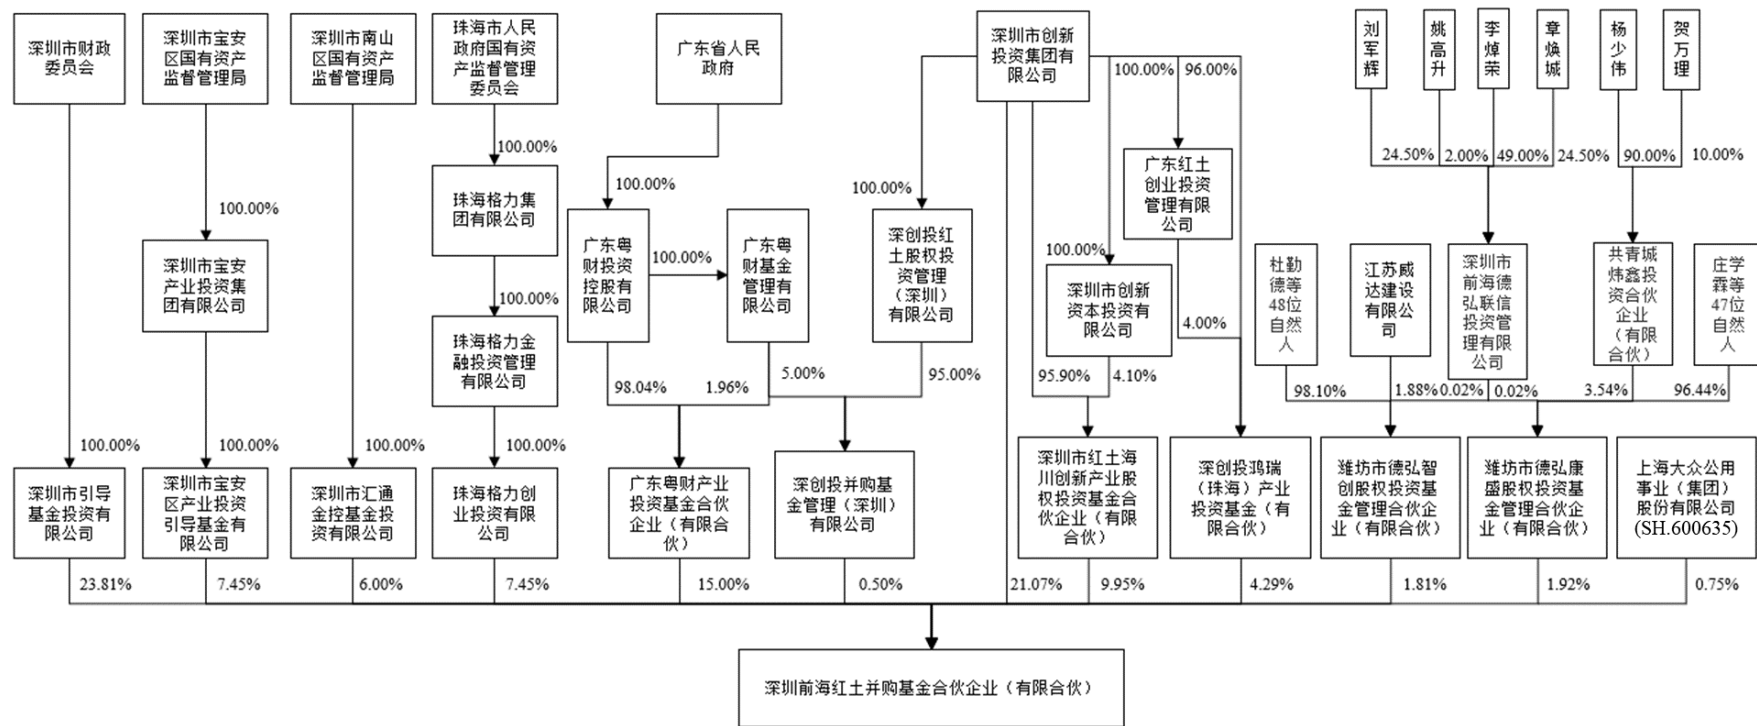 深圳市财政
委员会
深圳市宝安
区国有资产
监督管理局
深圳市南山
区国有资产
监督管理局
珠海市人民
政府国有资
产监督管理
委员会
广东省人民
政府
深圳市创新
投资集团有
限公司
刘军辉
姚高升
李焯荣
章焕城
杨少伟
贺万理
100.00%
96.00%
100.00%
24.50%
2.00%
49.00%
24.50%
90.00%
10.00%
珠海格力集
团有限公司
100.00%
100.00%
广东红土
创业投资
管理有限
公司
100.00%
深圳市宝安
产业投资
集团有限公司
广东粤
财投资
控股有
限公司
100.00%
广东粤
财基金
管理有
限公司
深创投红
土股权投
资管理
（深圳）
有限公司
100.00%
深圳市创新
资本投资有
限公司
杜勤
德等
48位
自然
人
江苏威
达建设
有限公
司
深圳市
前海德
弘联信
投资管
理有限
公司
共青城
炜鑫投
资合伙
企业
（有限
合伙）
庄学
霖等
47位
自然
人
100.00%
珠海格力金
融投资管理
有限公司
4.00%
98.04%
1.96%
5.00%
95.00%
95.90%
4.10%
98.10%
1.88%
0.02%
0.02%
3.54%
96.44%
100.00%
100.00%
100.00%
100.00%
深圳市引导
基金投资有
限公司
深圳市宝安
区产业投资
引导基金有
限公司
深圳市汇通
金控基金投
资有限公司
珠海格力创
业投资有限
公司
广东粤财产业
投资基金合伙
企业（有限合
伙）
深创投并购基
金管理（深圳）
有限公司
深圳市红土海
川创新产业股
权投资基金合
伙企业（有限
合伙）
深创投鸿瑞
（珠海）产业
投资基金（有
限合伙）
潍坊市德弘智
创股权投资基
金管理合伙企
业（有限合伙）
潍坊市德弘康
盛股权投资基
金管理合伙企
业（有限合伙）
上海大众公用
事业（集团）
股份有限公司
(SH.600635)
23.81%
7.45%
6.00%
7.45%
15.00%
0.50%
21.07%
9.95%
4.29%
1.81%
1.92%
0.75%
深圳前海红土并购基金合伙企业（有限合伙）